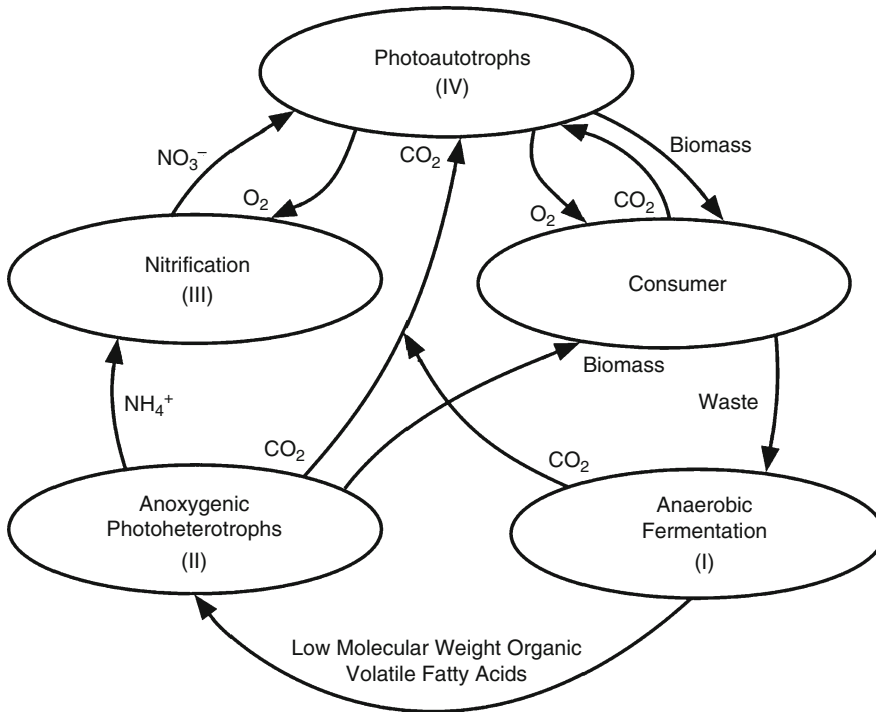 Photoautotrophs
(IV)
NO₃⁻
CO₂
Biomass
O₂
O₂
CO₂
Nitrification
(III)
Consumer
Biomass
NH₄⁺
Waste
CO₂
CO₂
Anoxygenic
Photoheterotrophs
(II)
Anaerobic
Fermentation
(I)
Low Molecular Weight Organic
Volatile Fatty Acids